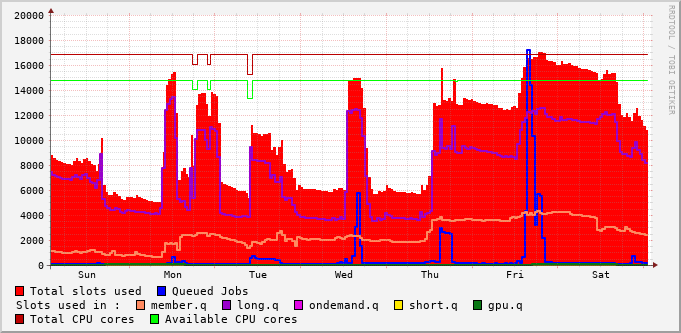 20000
18000
16000
14000
12000
10000
8000
6000
4000
2000
0
Sun Mon Tue Wed Thu Fri Sat
RRDTOOL / TOBI OETIKER
Total slots used Queued Jobs
Slots used in : member.q long.q ondemand.q short.q gpu.q
Total CPU cores Available CPU cores